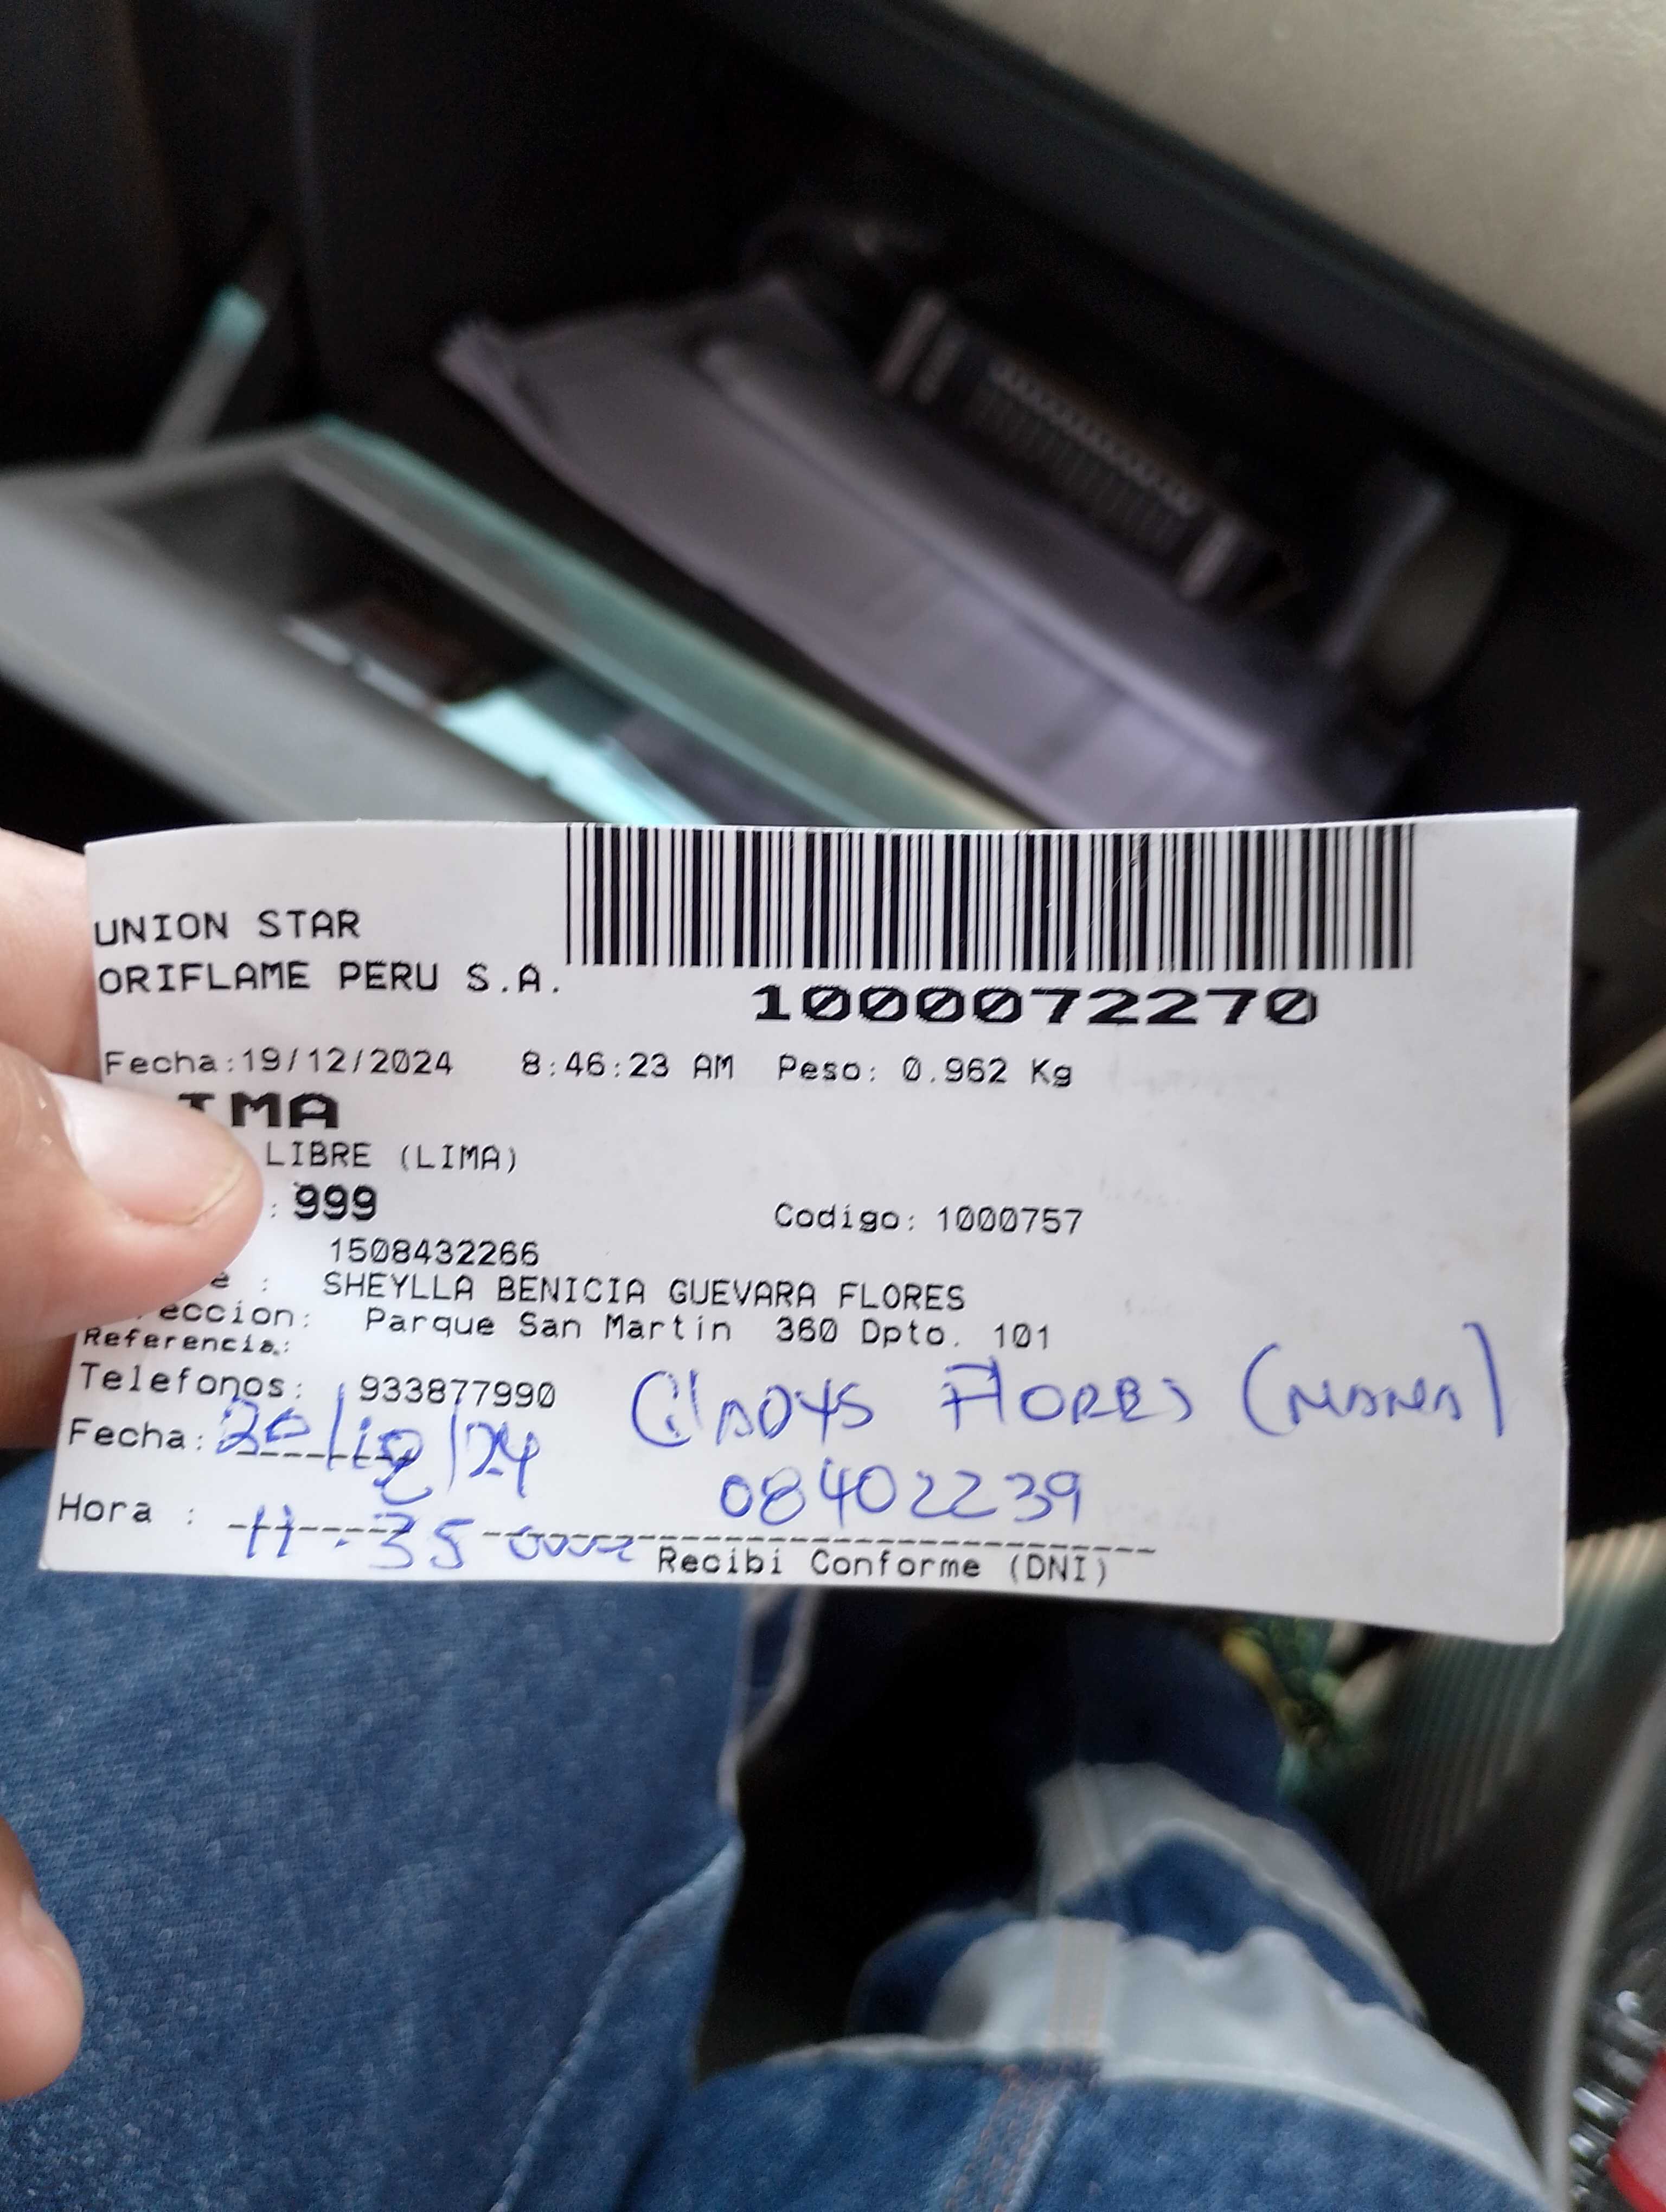 UNION STAR
ORIFLAME PERU S.A.
1000072270
Fecha:19/12/2024 8:46:23 AM Peso: 0.962 Kg
IMA
LIBRE (LIMA)
: 999 Codigo: 1000757
1508432266
e : SHEYLLA BENICIA GUEVARA FLORES
eccion: Parque San Martin 360 Dpto. 101
Referencia:
Telefonos: 933877990 Gladys FLORES (MAMA)
Fecha: 20/12/24 08402239
Hora : 11:35
Recibi Conforme (DNI)